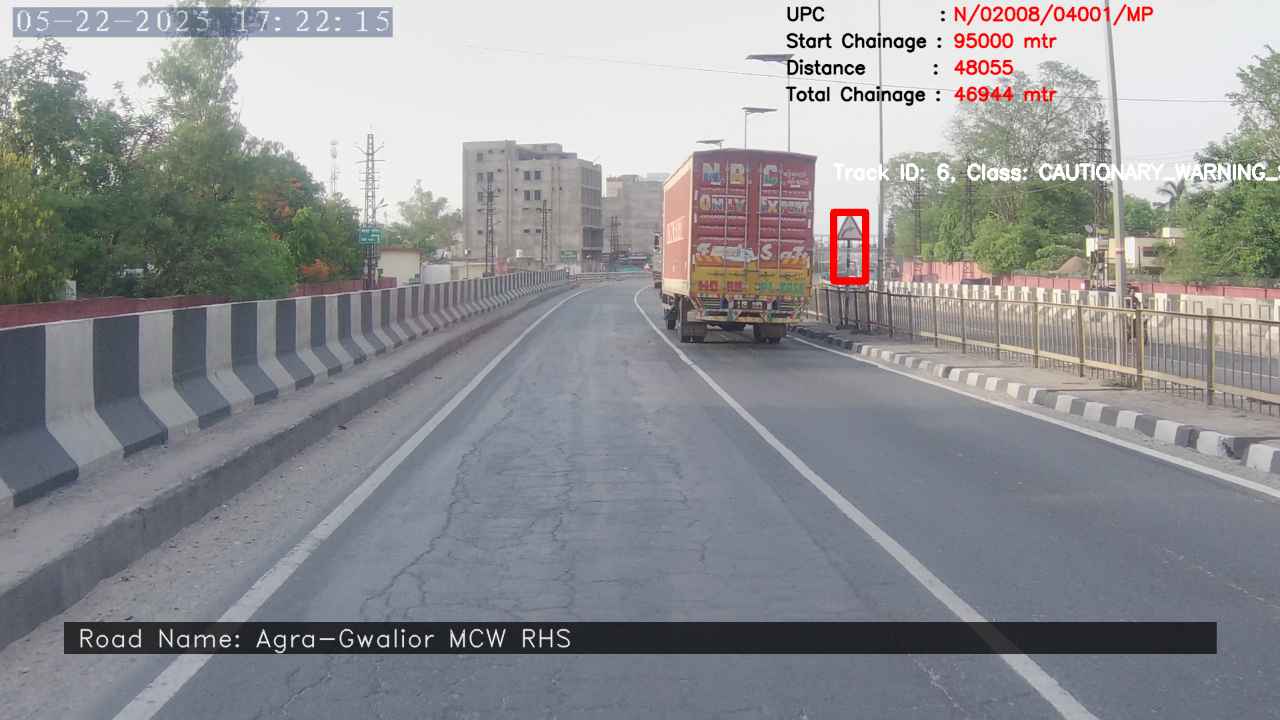 05-22-2025 17:22:15
UPC : N/02008/04001/MP
Start Chainage : 95000 mtr
Distance : 48055
Total Chainage : 46944 mtr
Track ID: 6, Class: CAUTIONARY_WARNING_
N B C
ONLY EXPERT
Road Name: Agra-Gwalior MCW RHS